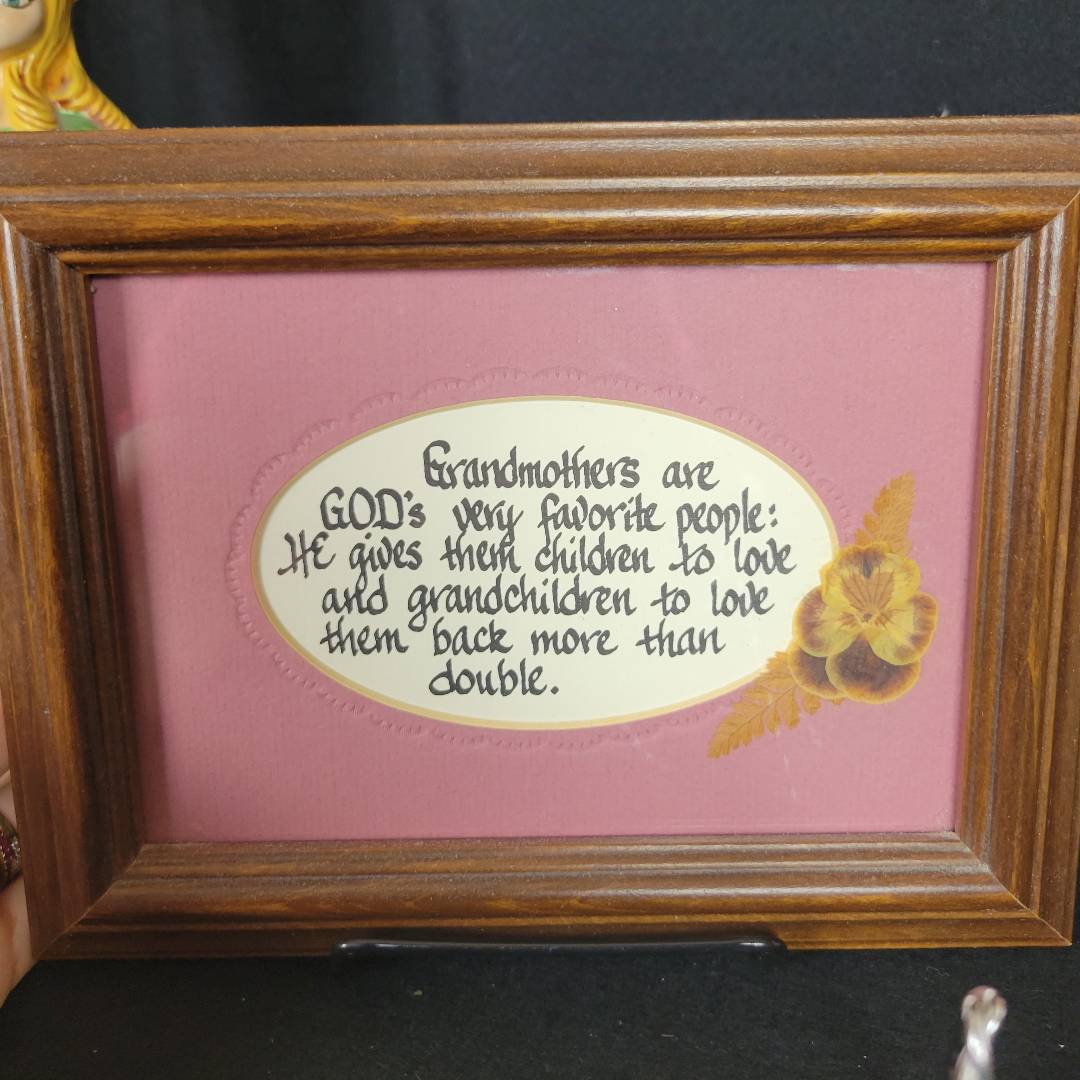 Grandmothers are
GOD's very favorite people:
HE gives them children to love
and grandchildren to love
them back more than
double.